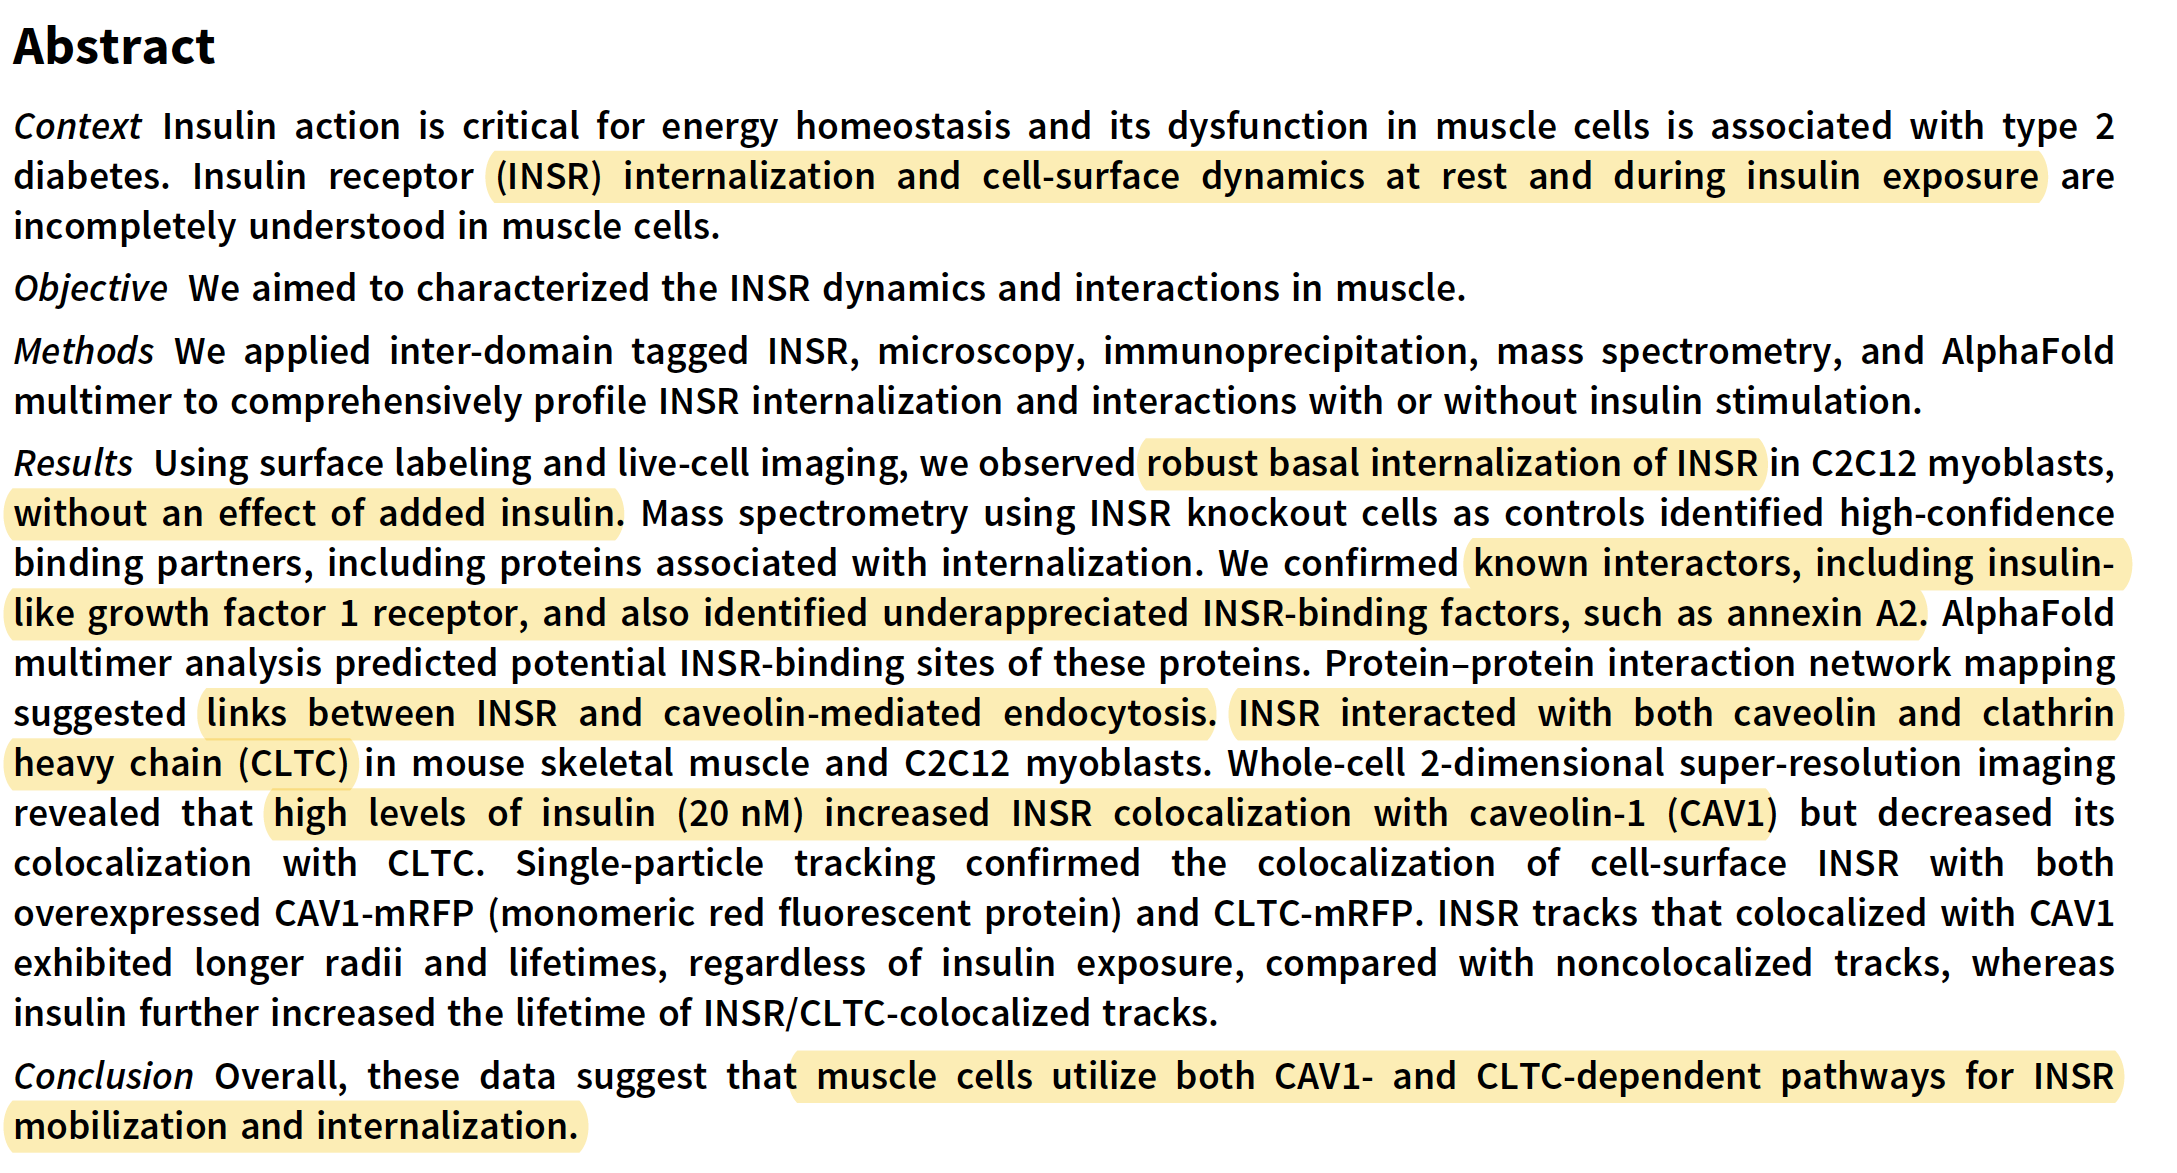 Abstract
Context Insulin action is critical for energy homeostasis and its dysfunction in muscle cells is associated with type 2
diabetes. Insulin receptor (INSR) internalization and cell-surface dynamics at rest and during insulin exposure are
incompletely understood in muscle cells.
Objective We aimed to characterized the INSR dynamics and interactions in muscle.
Methods We applied inter-domain tagged INSR, microscopy, immunoprecipitation, mass spectrometry, and AlphaFold
multimer to comprehensively profile INSR internalization and interactions with or without insulin stimulation.
Results Using surface labeling and live-cell imaging, we observed robust basal internalization of INSR in C2C12 myoblasts,
without an effect of added insulin. Mass spectrometry using INSR knockout cells as controls identified high-confidence
binding partners, including proteins associated with internalization. We confirmed known interactors, including insulin-
like growth factor 1 receptor, and also identified underappreciated INSR-binding factors, such as annexin A2. AlphaFold
multimer analysis predicted potential INSR-binding sites of these proteins. Protein–protein interaction network mapping
suggested links between INSR and caveolin-mediated endocytosis. INSR interacted with both caveolin and clathrin
heavy chain (CLTC) in mouse skeletal muscle and C2C12 myoblasts. Whole-cell 2-dimensional super-resolution imaging
revealed that high levels of insulin (20 nM) increased INSR colocalization with caveolin-1 (CAV1) but decreased its
colocalization with CLTC. Single-particle tracking confirmed the colocalization of cell-surface INSR with both
overexpressed CAV1-mRFP (monomeric red fluorescent protein) and CLTC-mRFP. INSR tracks that colocalized with CAV1
exhibited longer radii and lifetimes, regardless of insulin exposure, compared with noncolocalized tracks, whereas
insulin further increased the lifetime of INSR/CLTC-colocalized tracks.
Conclusion Overall, these data suggest that muscle cells utilize both CAV1- and CLTC-dependent pathways for INSR
mobilization and internalization.